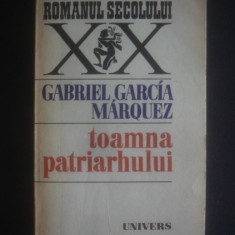 ROMANUL SECOLULUI
XX
GABRIEL GARCÍA
MÁRQUEZ
toamna
patriarhului
UNIVERS